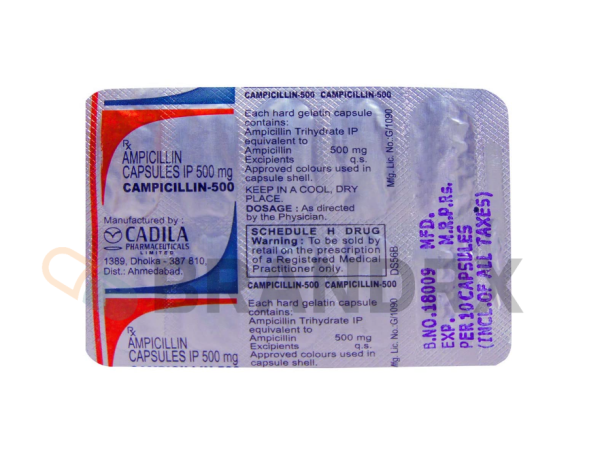 CAMPICILLIN-500 CAMPICILLIN-500
Rx
AMPICILLIN
CAPSULES IP 500 mg
CAMPICILLIN-500
Manufactured by :
CADILA
PHARMACEUTICALS
LIMITED
1389, Dholka - 387 810.
Dist.: Ahmedabad.
Each hard gelatin capsule
contains:
Ampicillin Trihydrate IP
equivalent to
Ampicillin 500 mg
Excipients q.s.
Approved colours used in
capsule shell.
KEEP IN A COOL, DRY
PLACE.
DOSAGE : As directed
by the Physician.
SCHEDULE H DRUG
Warning : To be sold by
retail on the prescription
of a Registered Medical
Practitioner only.
Mfg. Lic. No. G/1090
DS56B
CAMPICILLIN-500 CAMPICILLIN-500
Rx
AMPICILLIN
CAPSULES IP 500 mg
Each hard gelatin capsule
contains:
Ampicillin Trihydrate IP
equivalent to
Ampicillin 500 mg
Excipients q.s.
Approved colours used in
capsule shell.
Mfg. Lic. No. G/1090
B.NO.18009 MFD.
EXP. M.R.P.Rs.
PER 10 CAPSULES
(INCL.OF ALL TAXES)
BRANDRX